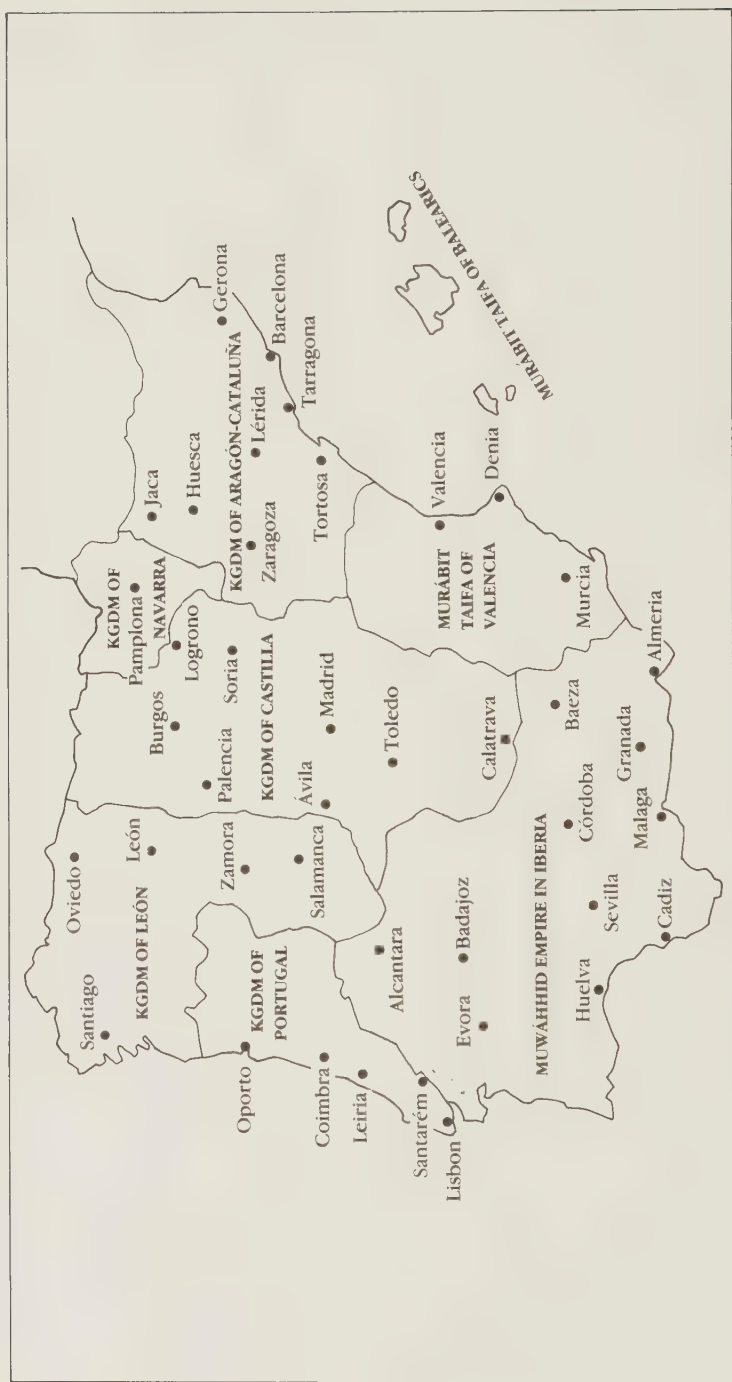 Santiago
Oviedo
León
KGDM OF LEÓN
Zamora
Salamanca
KGDM OF
PORTUGAL
Oporto
Coimbra
Leiria
Santarém
Lisbon
Burgos
Palencia
KGDM OF CASTILLA
Logrono
Soria
Ávila
Madrid
Toledo
Calatrava
KGDM OF
Pamplona
NAVARRA
Jaca
Huesca
KGDM OF ARAGÓN-CATALUÑA
Zaragoza
Lérida
Gerona
Barcelona
Tarragona
Tortosa
MURÁBIT
TAIFA OF
VALENCIA
Valencia
Denia
Murcia
MURÁBIT TAIFA OF BALEARICS
Alcantara
Badajoz
Evora
MUWÁHHID EMPIRE IN IBERIA
Huelva
Sevilla
Córdoba
Baeza
Granada
Malaga
Cadiz
Almeria